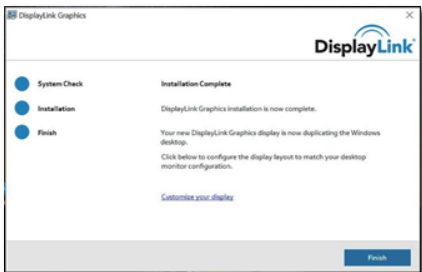 DisplayLink Graphics
DisplayLink
System Check
Installation Complete
Installation
DisplayLink Graphics installation is now complete.
Finish
Your new DisplayLink Graphics display is now duplicating the Windows
desktop.
Click below to configure the display layout to match your desktop
monitor configuration.
Customize your display
Finish